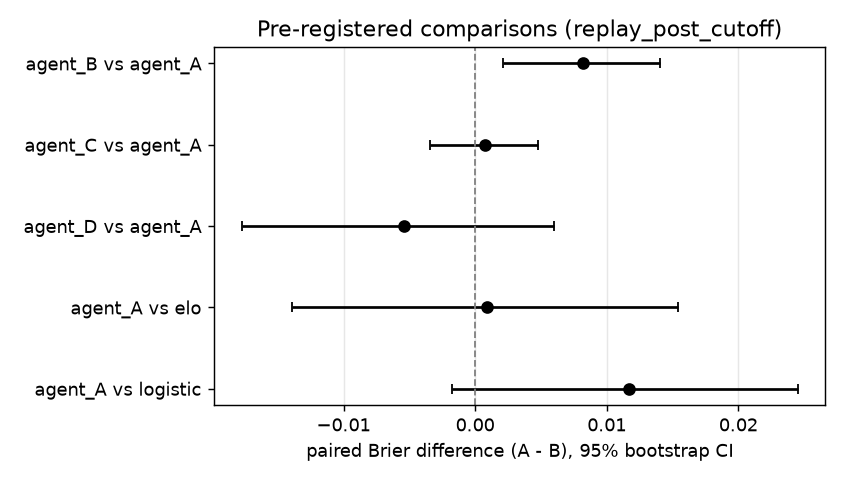 Pre-registered comparisons (replay_post_cutoff)
agent_B vs agent_A
agent_C vs agent_A
agent_D vs agent_A
agent_A vs elo
agent_A vs logistic
−0.01 0.00 0.01 0.02
paired Brier difference (A - B), 95% bootstrap CI